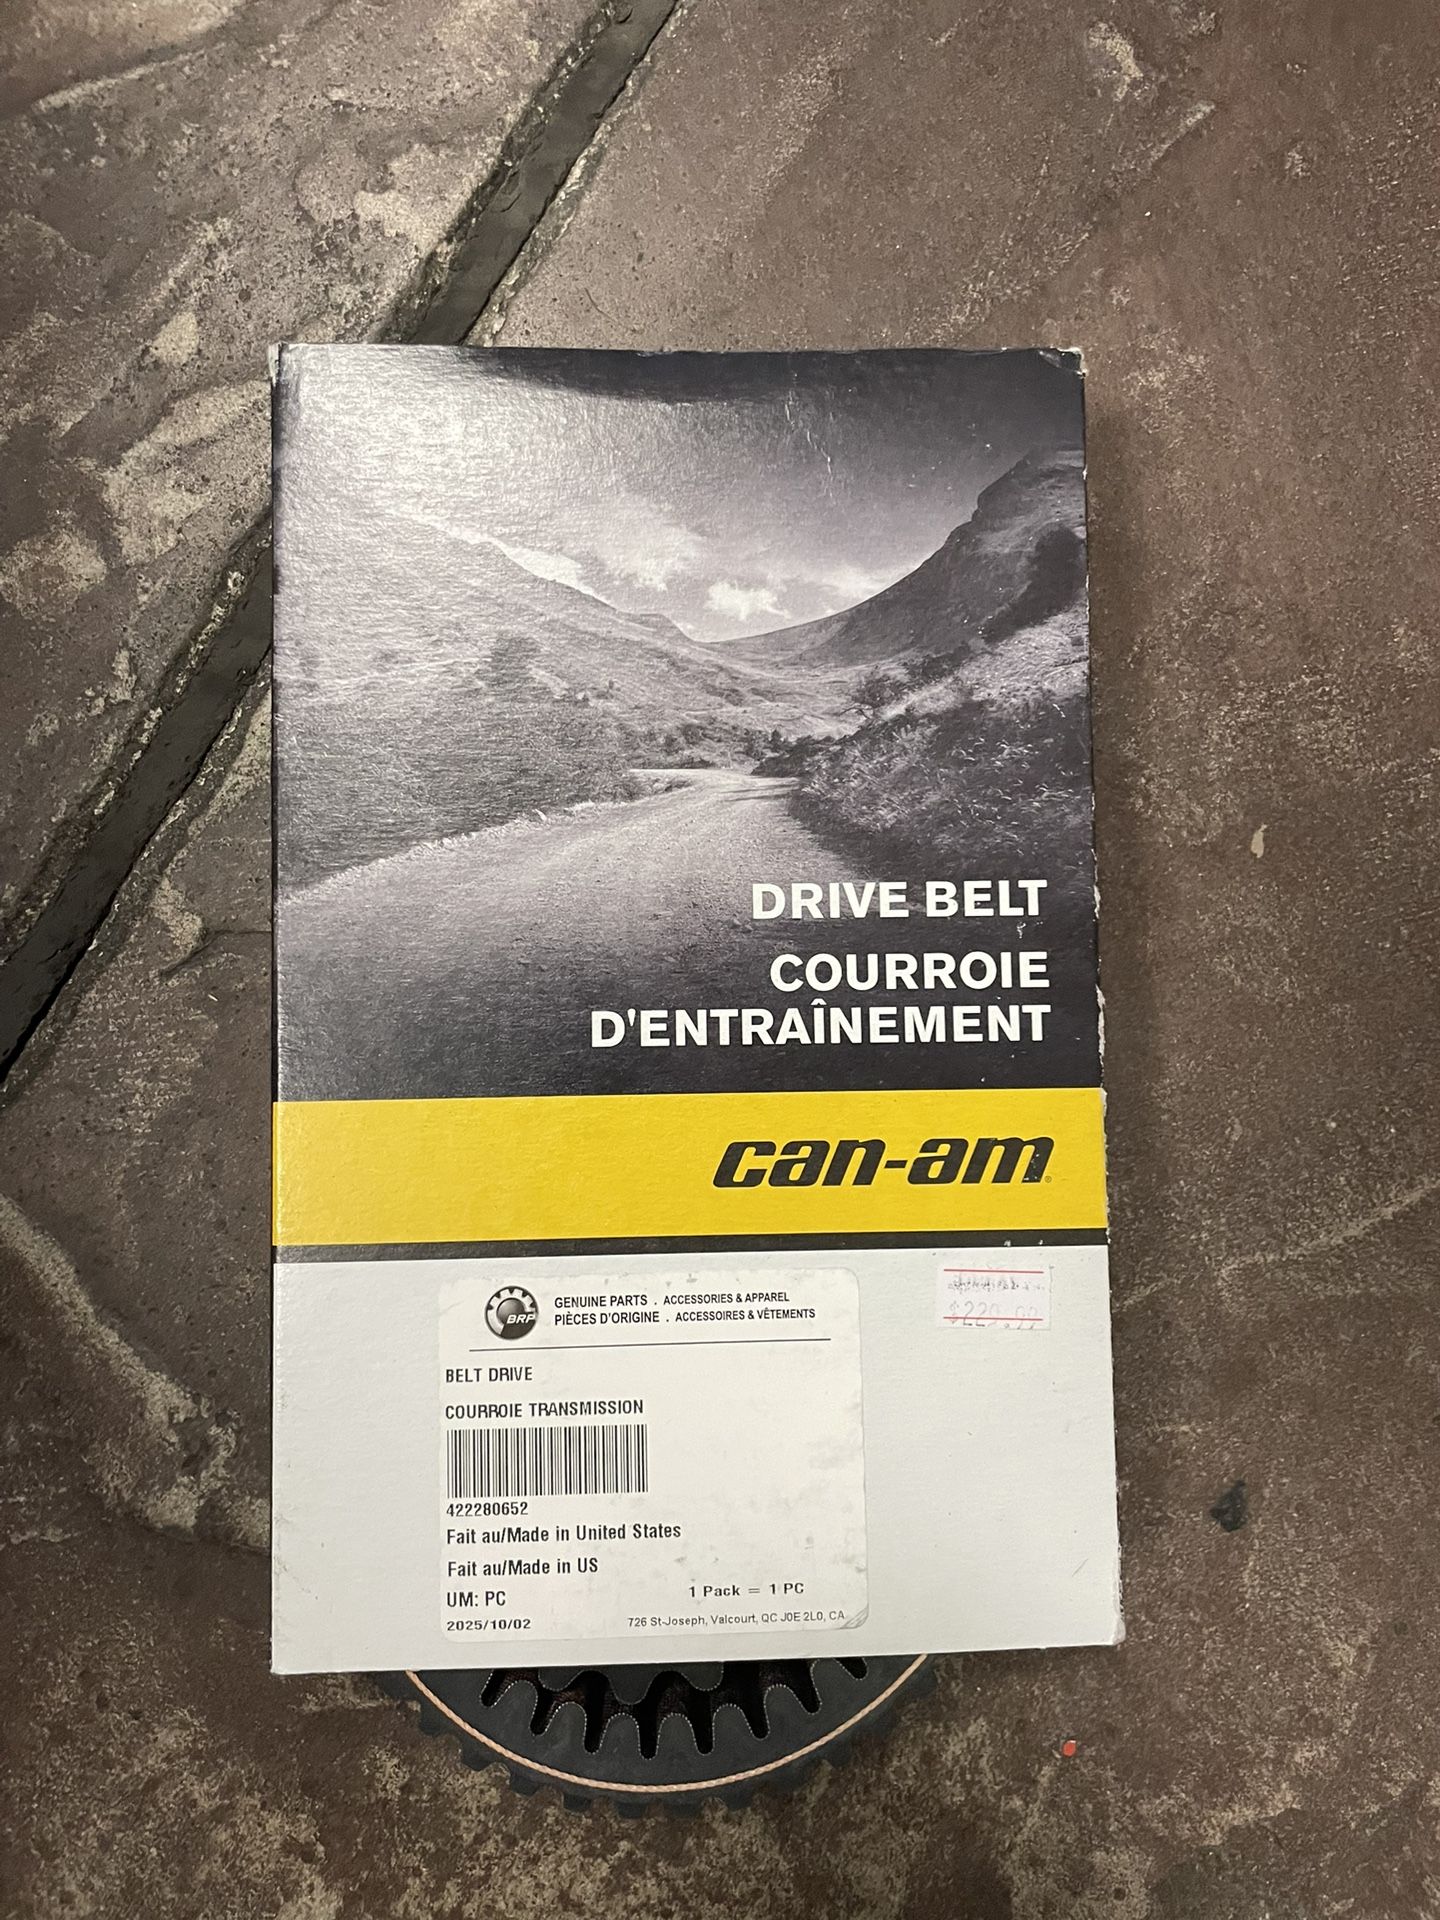 DRIVE BELT
COURROIE
D'ENTRAÎNEMENT
can-am
BRP
GENUINE PARTS . ACCESSORIES & APPAREL
PIÈCES D'ORIGINE . ACCESSOIRES & VÊTEMENTS
BELT DRIVE
COURROIE TRANSMISSION
422280652
Fait au/Made in United States
Fait au/Made in US
UM: PC
1 Pack = 1 PC
2025/10/02
726 St-Joseph, Valcourt, QC J0E 2L0, CA